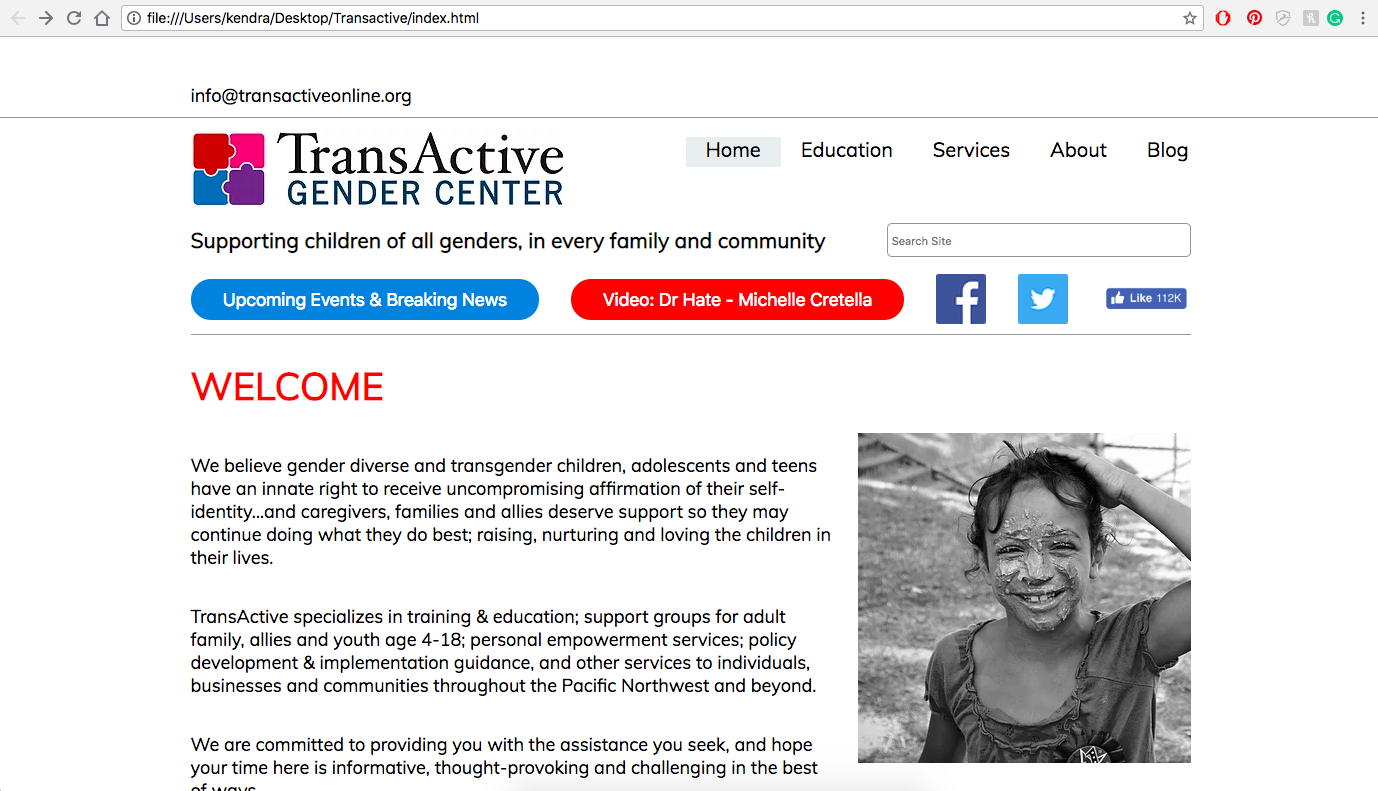 file:///Users/kendra/Desktop/Transactive/index.html
info@transactiveonline.org
TransActive
GENDER CENTER
Home Education Services About Blog
Supporting children of all genders, in every family and community
Search Site
Upcoming Events & Breaking News
Video: Dr Hate - Michelle Cretella
Like 112K
WELCOME
We believe gender diverse and transgender children, adolescents and teens
have an innate right to receive uncompromising affirmation of their self-
identity...and caregivers, families and allies deserve support so they may
continue doing what they do best; raising, nurturing and loving the children in
their lives.
TransActive specializes in training & education; support groups for adult
family, allies and youth age 4-18; personal empowerment services; policy
development & implementation guidance, and other services to individuals,
businesses and communities throughout the Pacific Northwest and beyond.
We are committed to providing you with the assistance you seek, and hope
your time here is informative, thought-provoking and challenging in the best
of ways